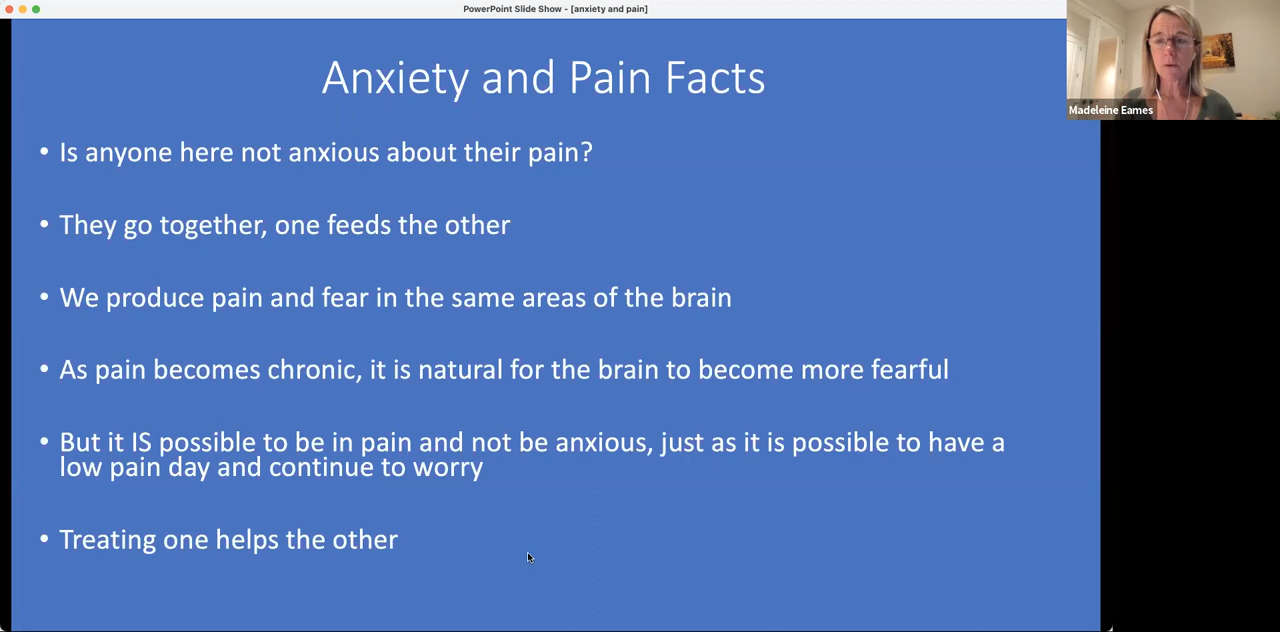 PowerPoint Slide Show - [anxiety and pain]
Anxiety and Pain Facts
• Is anyone here not anxious about their pain?
• They go together, one feeds the other
• We produce pain and fear in the same areas of the brain
• As pain becomes chronic, it is natural for the brain to become more fearful
• But it IS possible to be in pain and not be anxious, just as it is possible to have a
low pain day and continue to worry
• Treating one helps the other
Madeleine Eames